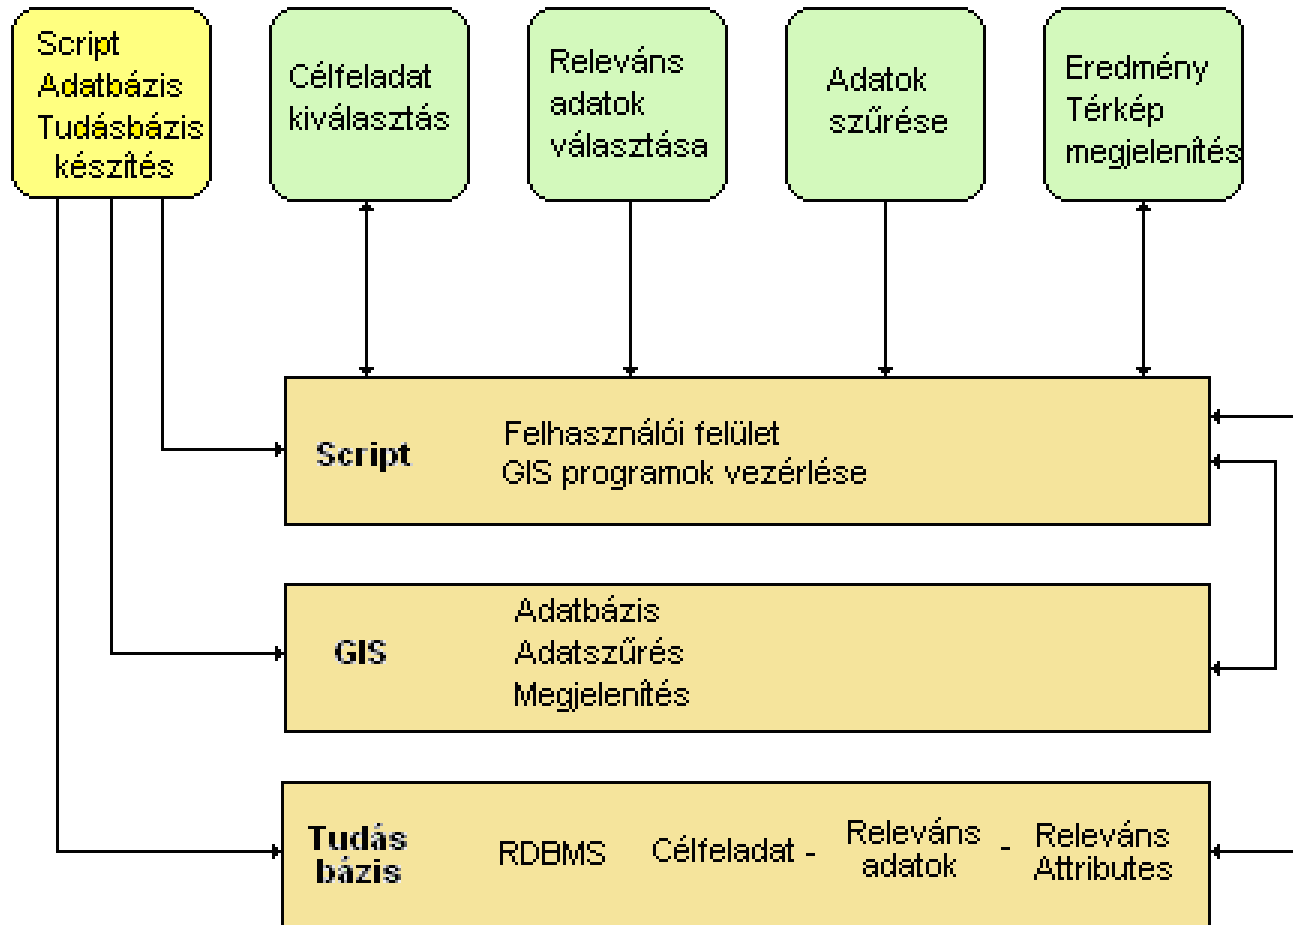 Script
Adatbázis
Tudásbázis
készítés
Célfeladat
kiválasztás
Releváns
adatok
választása
Adatok
szűrése
Eredmény
Térkép
megjelenítés
Script
Felhasználói felület
GIS programok vezérlése
GIS
Adatbázis
Adatszűrés
Megjelenítés
Tudás
bázis
RDBMS
Célfeladat -
Releváns
adatok
-
Releváns
Attributes